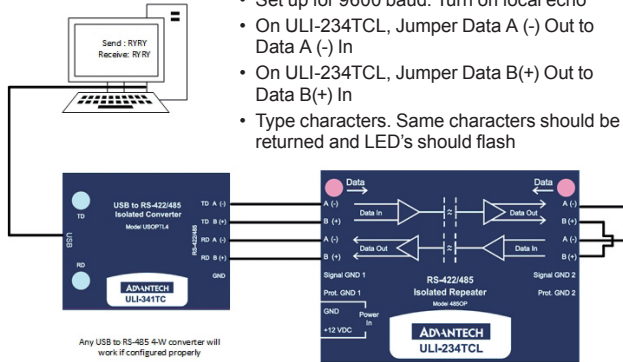 • Set up for 9600 baud. Turn on local echo
• On ULI-234TCL, Jumper Data A (-) Out to
Data A (-) In
• On ULI-234TCL, Jumper Data B(+) Out to
Data B(+) In
• Type characters. Same characters should be
returned and LED's should flash
Send : RYRY
Receive: RYRY
USB to RS-422/485
Isolated Converter
Model USOPTL4
TD
RD
USB
TD A (-)
TD B (+)
RD A (-)
RD B (+)
GND
RS-422/485
ADVANTECH
ULI-341TC
Any USB to RS-485 4-W converter will
work if configured properly
Data
Data
A (-)
B (+)
A (-)
B (+)
Data In
Data Out
Data Out
Data In
A (-)
B (+)
A (-)
B (+)
Signal GND 1
Prot. GND 1
GND
+12 VDC
Power
In
RS-422/485
Isolated Repeater
Model 485OP
Signal GND 2
Prot. GND 2
ADVANTECH
ULI-234TCL